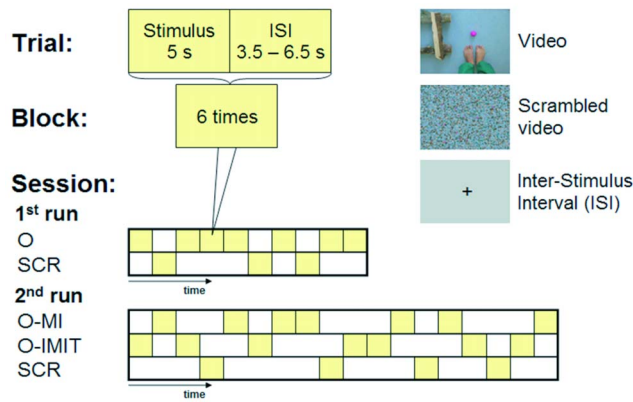 Trial:
Stimulus
5 s
ISI
3.5 – 6.5 s
Video
Block:
6 times
Scrambled
video
Session:
+
Inter-Stimulus
Interval (ISI)
1st run
O
SCR
time
2nd run
O-MI
O-IMIT
SCR
time